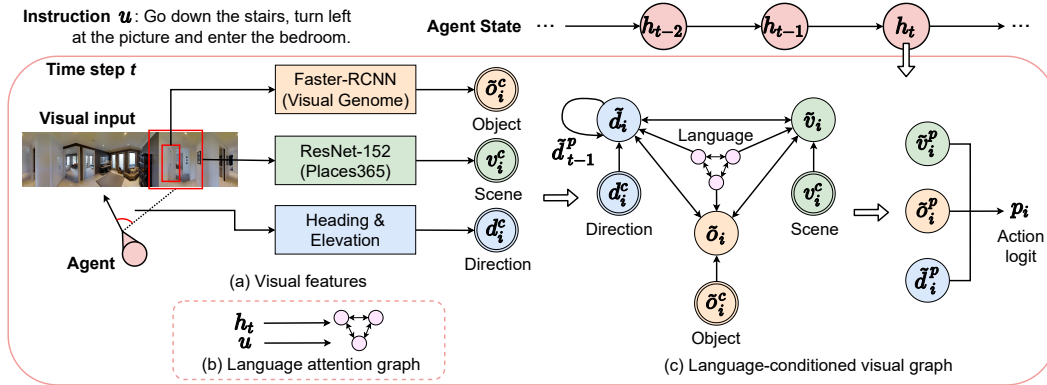 Instruction u: Go down the stairs, turn left
at the picture and enter the bedroom.
Agent State
... h_{t-2} h_{t-1} h_t ...
Time step t
Visual input
Faster-RCNN
(Visual Genome)
õ_i^c
Object
ResNet-152
(Places365)
v_i^c
Scene
Heading &
Elevation
d_i^c
Direction
Agent
(a) Visual features
h_t
u
(b) Language attention graph
d̃_i
ṽ_i
Language
d̃_{t-1}^p
d_i^c
Direction
v_i^c
Scene
õ_i
õ_i^c
Object
(c) Language-conditioned visual graph
ṽ_i^p
õ_i^p
d̃_i^p
p_i
Action
logit